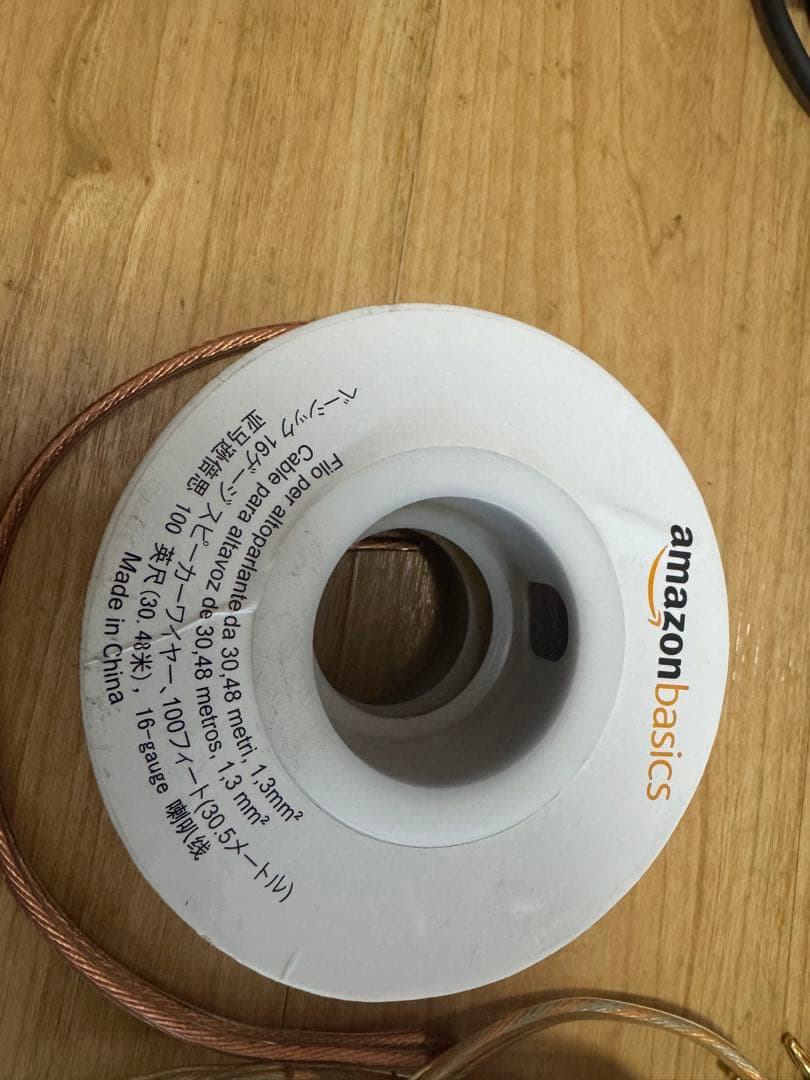 amazonbasics
Filo per altoparlante da 30,48 metri, 1,3mm²
Cable para altavoz de 30,48 metros, 1,3 mm²
ベーシック 16ゲージ スピーカーワイヤー、100フィート(30.5メートル)
亚马逊倍思 100 英尺(30.48米), 16-gauge 喇叭线
Made in China